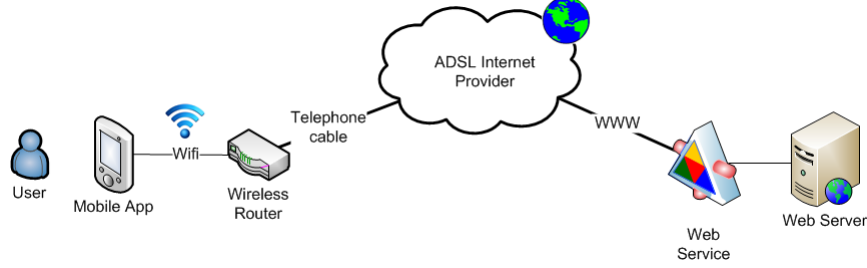 ADSL Internet
Provider
Telephone
cable
WWW
Wifi
User
Mobile App
Wireless
Router
Web
Service
Web Server